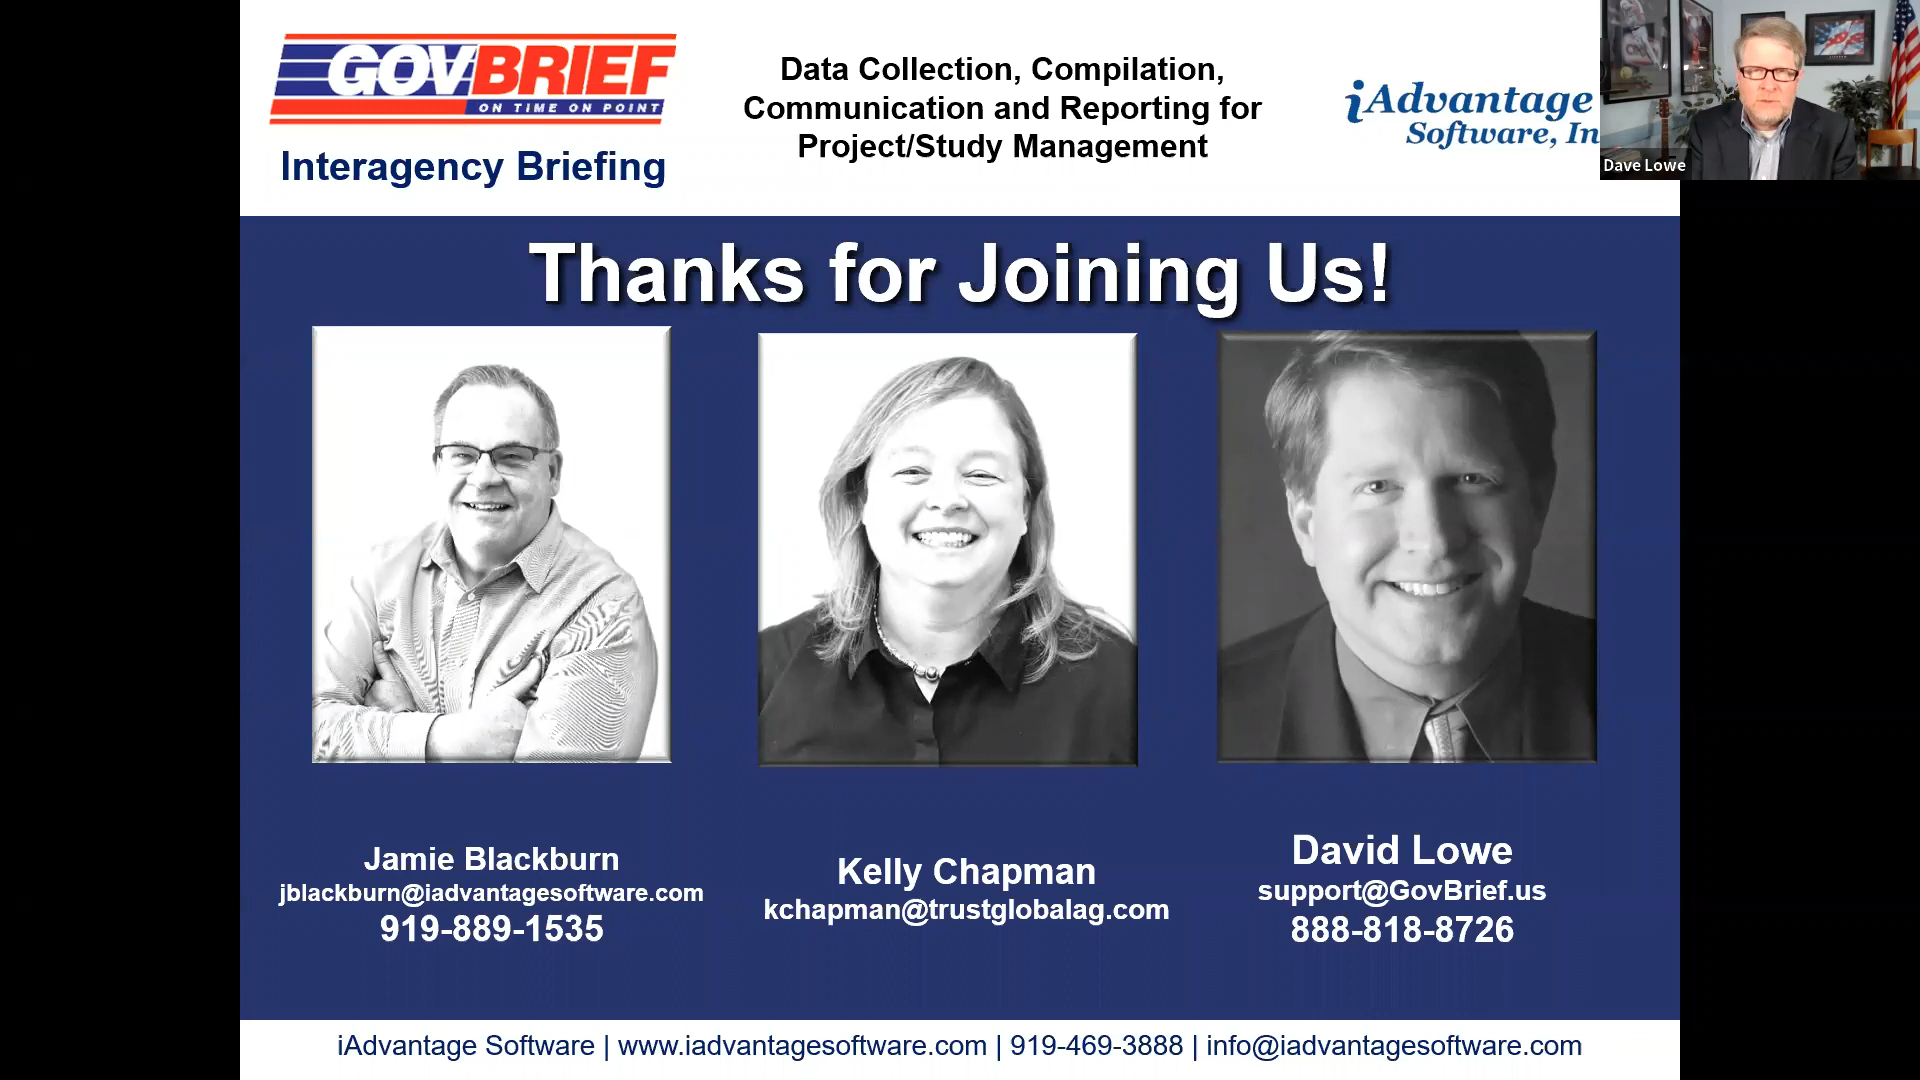 GOVBRIEF
ON TIME ON POINT
Interagency Briefing
Data Collection, Compilation,
Communication and Reporting for
Project/Study Management
iAdvantage
Software, In
Dave Lowe
Thanks for Joining Us!
Jamie Blackburn
jblackburn@iadvantagesoftware.com
919-889-1535
Kelly Chapman
kchapman@trustglobalag.com
David Lowe
support@GovBrief.us
888-818-8726
iAdvantage Software | www.iadvantagesoftware.com | 919-469-3888 | info@iadvantagesoftware.com